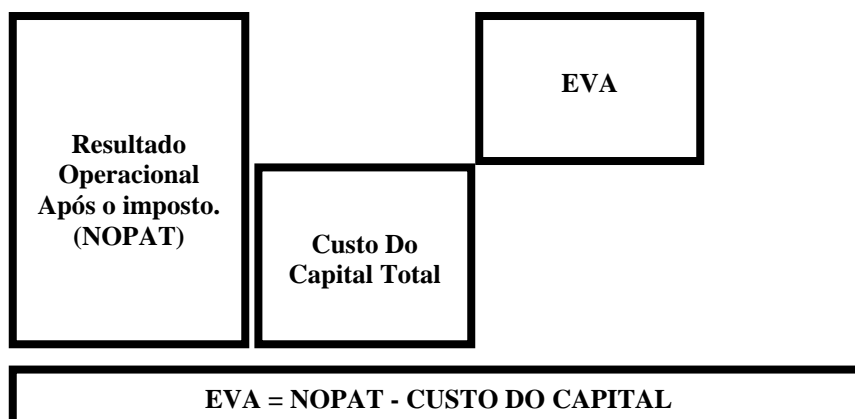 Resultado
Operacional
Após o imposto.
(NOPAT)
Custo Do
Capital Total
EVA
EVA = NOPAT - CUSTO DO CAPITAL